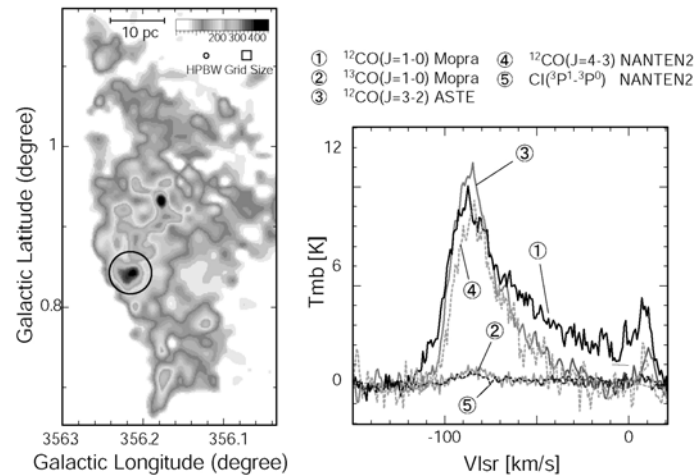 10 pc
200 300 400
HPBW Grid Size
1
0.8
356.3
356.2
356.1
Galactic Latitude (degree)
Galactic Longitude (degree)
① ¹²CO(J=1-0) Mopra ④ ¹²CO(J=4-3) NANTEN2
② ¹³CO(J=1-0) Mopra ⑤ CI(³P¹-³P⁰) NANTEN2
③ ¹²CO(J=3-2) ASTE
12
6
0
Tmb [K]
③
①
④
②
⑤
-100
0
Vlsr [km/s]